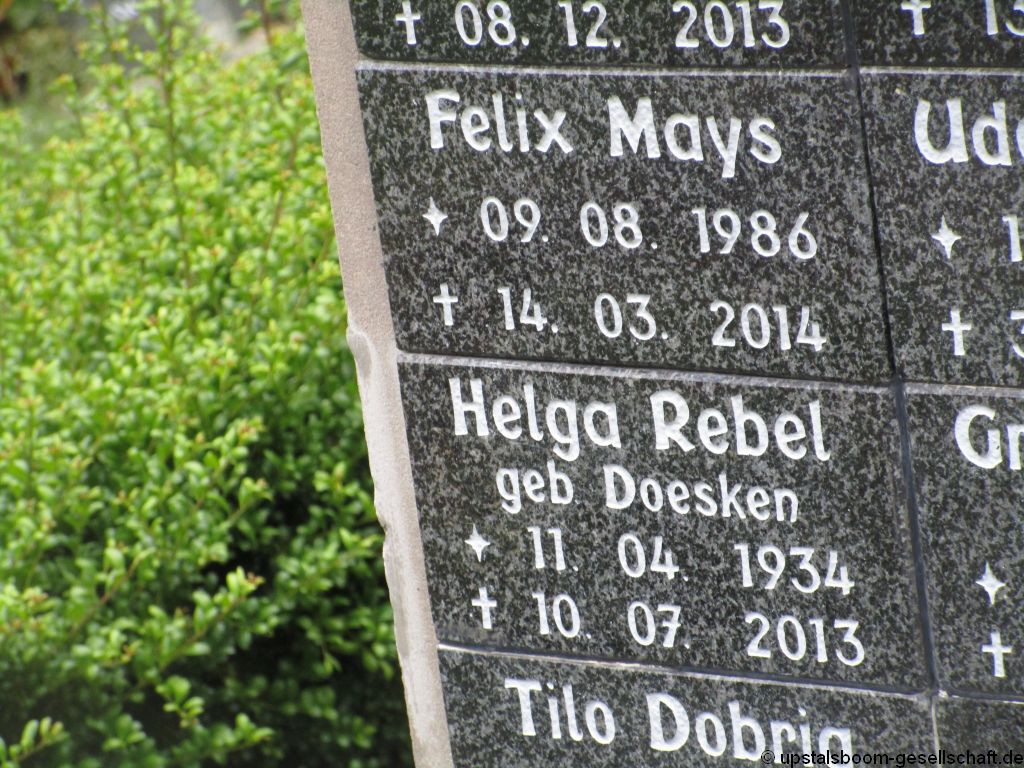 ✝ 08. 12. 2013
Felix Mays
✦ 09. 08. 1986
✝ 14. 03. 2014
Helga Rebel
geb. Doesken
✦ 11. 04. 1934
✝ 10. 07. 2013
Tilo Dobrig
© upstalsboom-gesellschaft.de